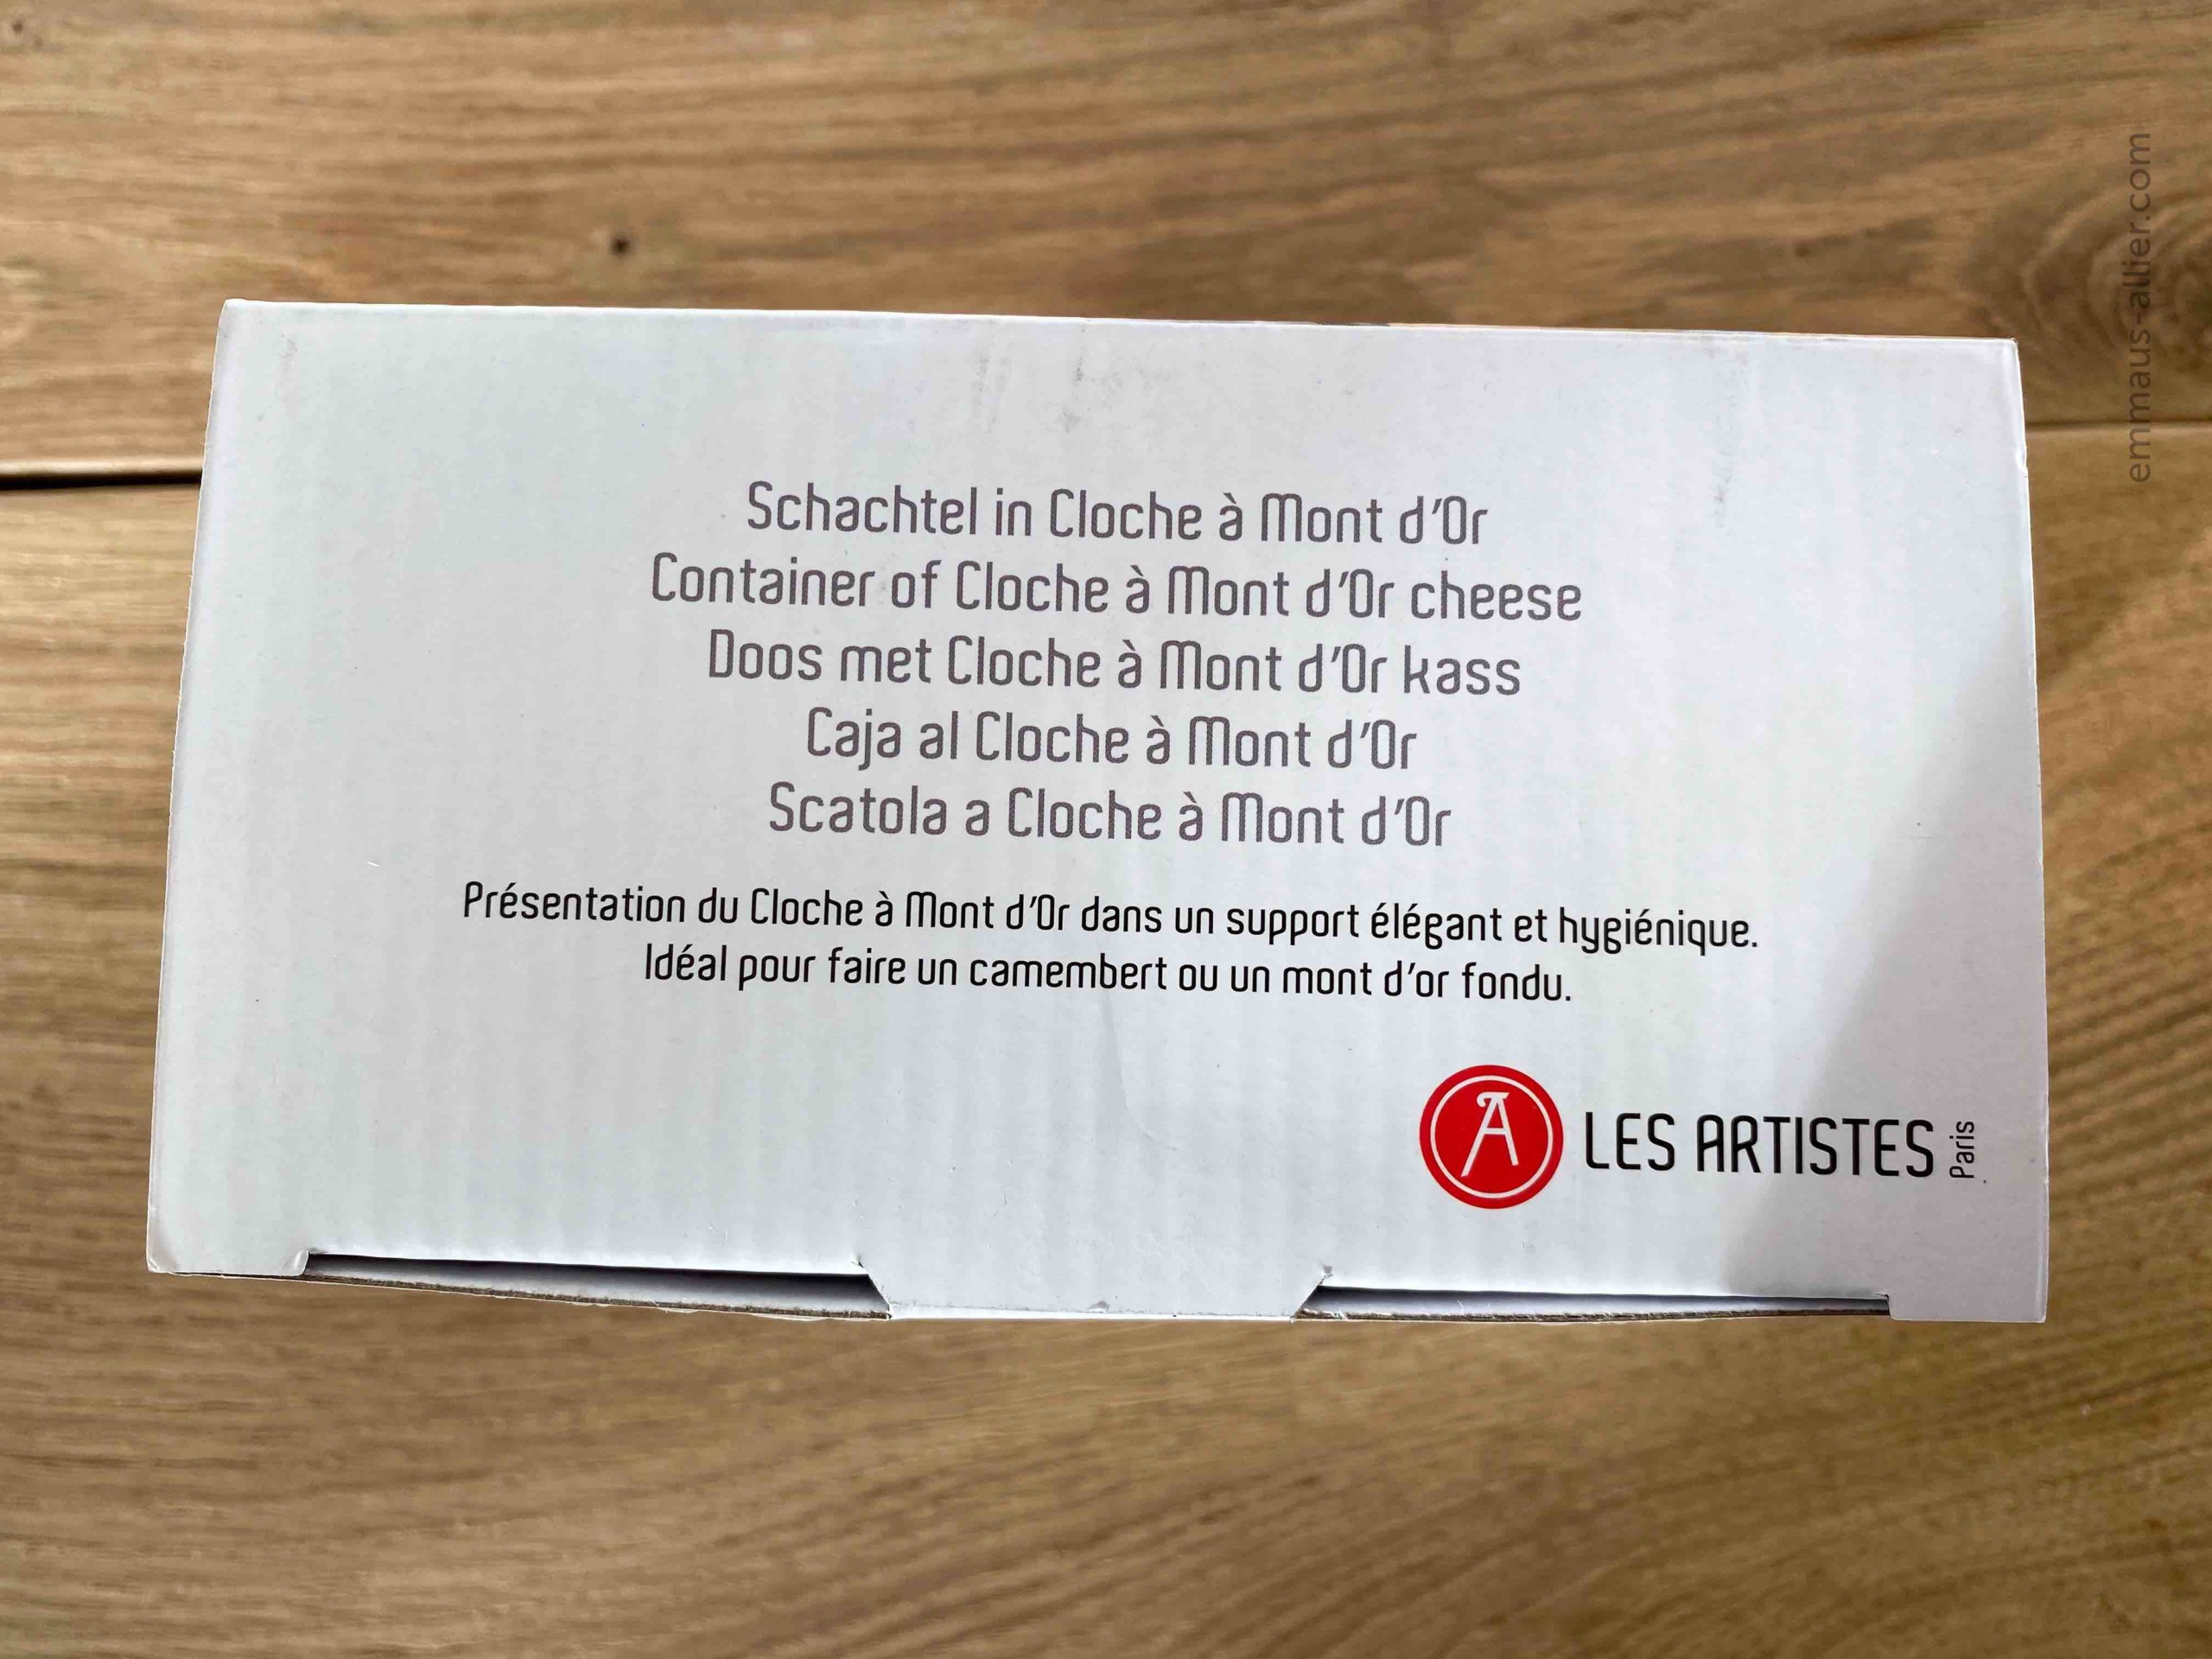 Schachtel in Cloche à Mont d'Or
Container of Cloche à Mont d'Or cheese
Doos met Cloche à Mont d'Or kass
Caja al Cloche à Mont d'Or
Scatola a Cloche à Mont d'Or
Présentation du Cloche à Mont d'Or dans un support élégant et hygiénique.
Idéal pour faire un camembert ou un mont d'or fondu.
A LES ARTISTES Paris
emmaus-allier.com